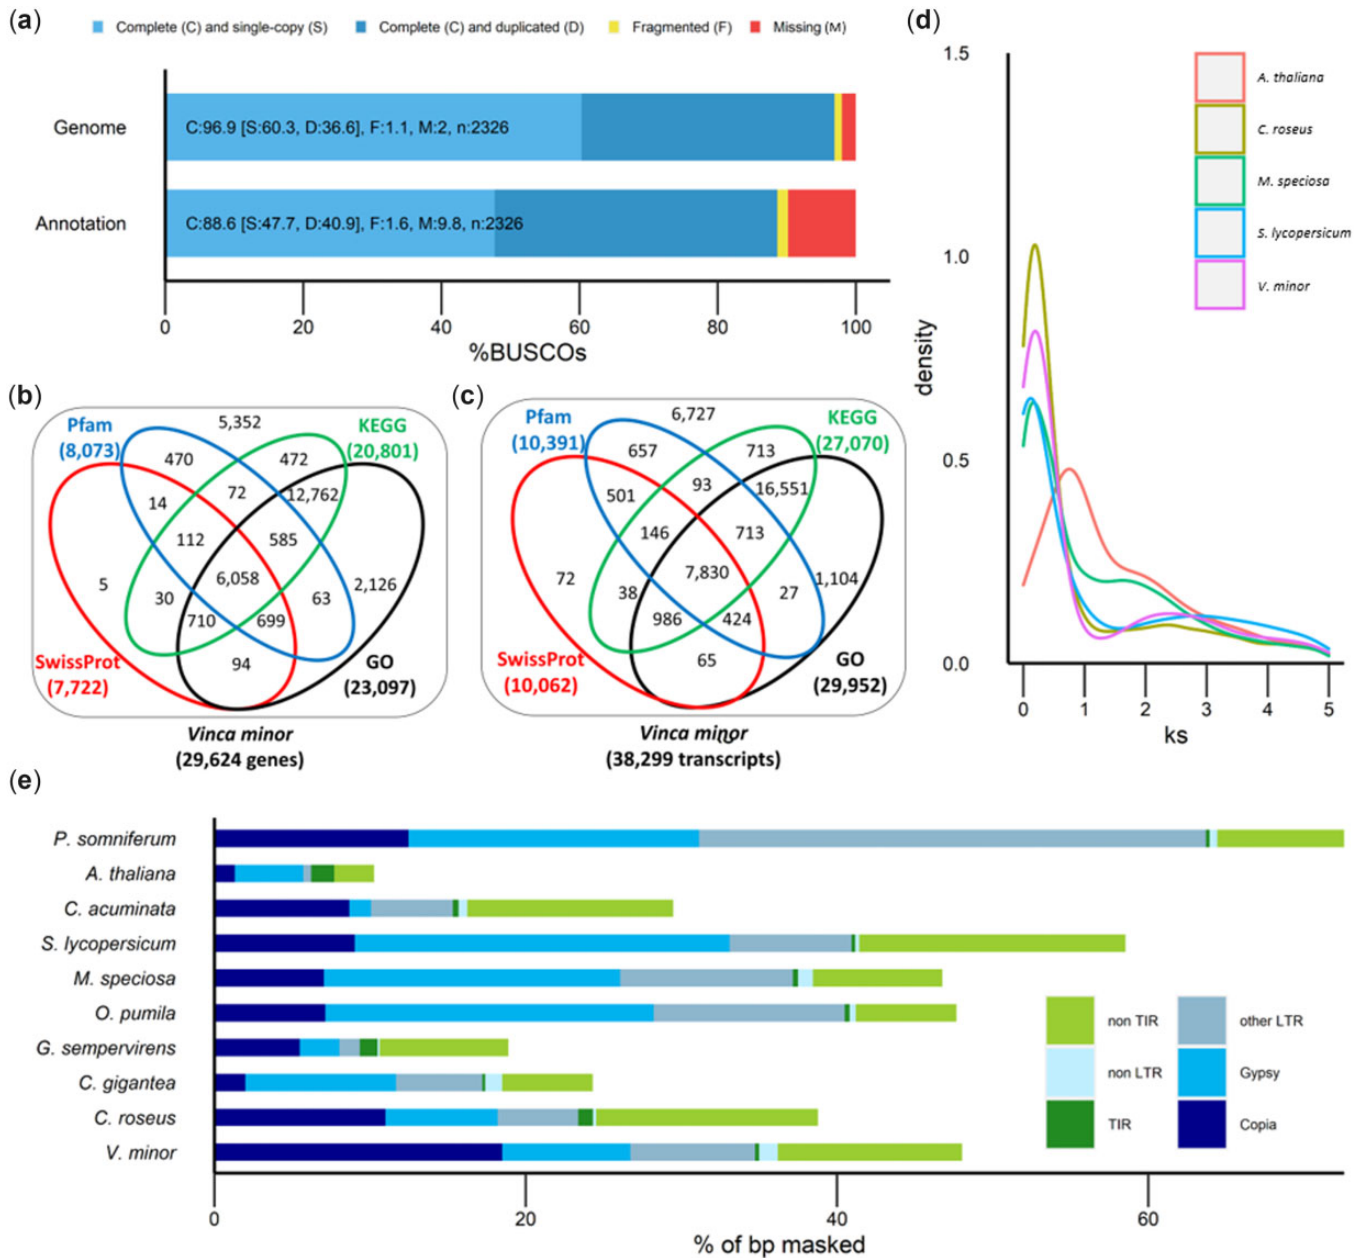 (a)
Complete (C) and single-copy (S) Complete (C) and duplicated (D) Fragmented (F) Missing (M)
Genome
C:96.9 [S:60.3, D:36.6], F:1.1, M:2, n:2326
Annotation
C:88.6 [S:47.7, D:40.9], F:1.6, M:9.8, n:2326
0 20 40 60 80 100
%BUSCOs
(b)
5,352
Pfam
(8,073)
KEGG
(20,801)
470
472
14
72
12,762
112
585
5
6,058
2,126
30
63
710
699
94
SwissProt
(7,722)
GO
(23,097)
Vinca minor
(29,624 genes)
(c)
6,727
Pfam
(10,391)
KEGG
(27,070)
657
713
501
93
16,551
146
713
72
7,830
1,104
38
27
986
424
65
SwissProt
(10,062)
GO
(29,952)
Vinca minor
(38,299 transcripts)
(d)
1.5
1.0
0.5
0.0
density
A. thaliana
C. roseus
M. speciosa
S. lycopersicum
V. minor
0 1 2 3 4 5
ks
(e)
P. somniferum
A. thaliana
C. acuminata
S. lycopersicum
M. speciosa
O. pumila
G. sempervirens
C. gigantea
C. roseus
V. minor
non TIR other LTR
non LTR Gypsy
TIR Copia
0 20 40 60
% of bp masked